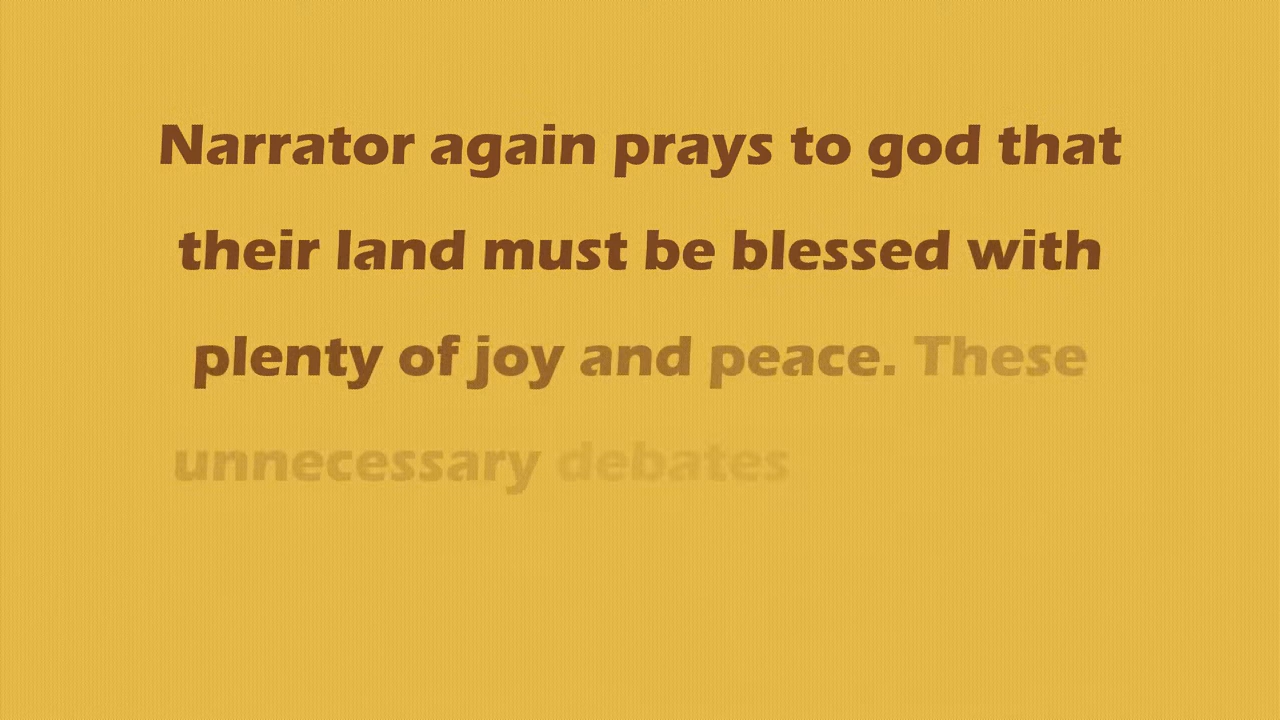 Narrator again prays to god that
their land must be blessed with
plenty of joy and peace. These
unnecessary debates